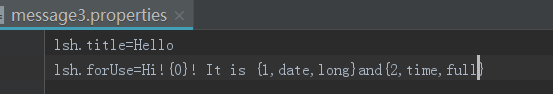 message3.properties
lsh.title=Hello
lsh.forUse=Hi!{0}! It is {1,date,long}and{2,time,full}